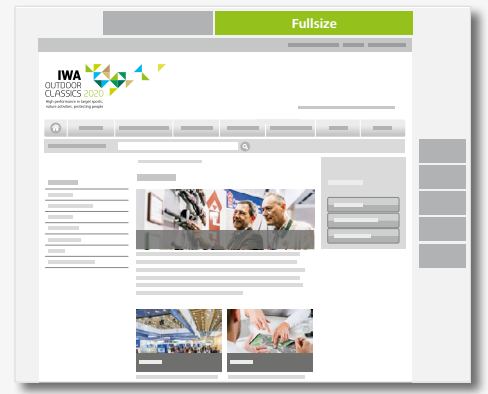 Fullsize
IWA
OUTDOOR
CLASSICS 2020
High performance in target sports,
nature activities, protecting people